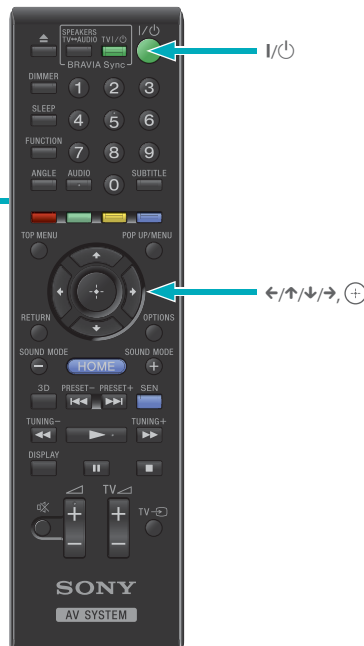 I/⏻
SPEAKERS
TV↔AUDIO TV I/⏻
BRAVIA Sync
I/⏻
DIMMER
1 2 3
SLEEP
4 5 6
FUNCTION
7 8 9
ANGLE AUDIO SUBTITLE
0
TOP MENU POP UP/MENU
←/↑/↓/→, ⊕
RETURN OPTIONS
SOUND MODE SOUND MODE
− HOME +
3D PRESET− PRESET+ SEN
TUNING− TUNING+
DISPLAY
TV
TV
+ +
− −
SONY
AV SYSTEM